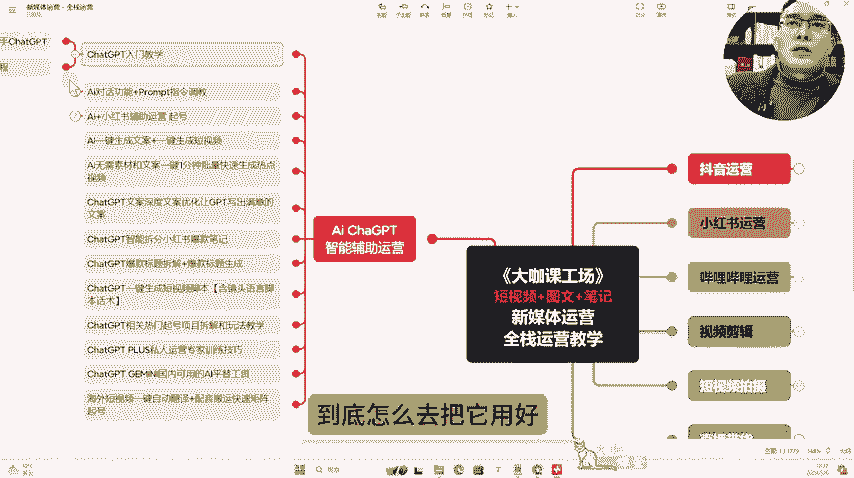 新媒体运营 - 全栈运营
ChatGPT
ChatGPT入门教学
程
Ai对话功能+Prompt指令调教
Ai+小红书辅助运营 起号
Ai一键生成文案+一键生成短视频
Ai无需素材和文案一键1分钟批量快速生成热点
视频
ChatGPT文案深度文案优化让GPT写出满意的
文案
ChatGPT智能拆分小红书爆款笔记
ChatGPT爆款标题拆解+爆款标题生成
ChatGPT一键生成短视频脚本【含镜头语言脚
本话术】
ChatGPT相关热门起号项目拆解和玩法教学
ChatGPT PLUS私人运营专家训练技巧
ChatGPT GEMINI国内可用的AI平替工具
海外短视频一键自动翻译+配音搬运快速矩阵
起号
Ai ChaGPT
智能辅助运营
《大咖课工场》
短视频+图文+笔记
新媒体运营
全栈运营教学
抖音运营
小红书运营
哔哩哔哩运营
视频剪辑
短视频拍摄
到底怎么去把它用好